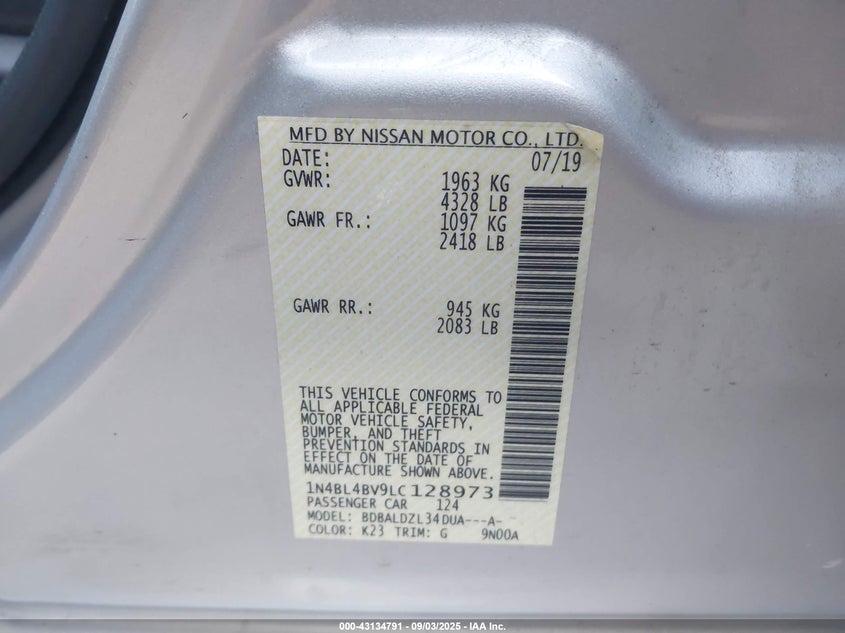 MFD BY NISSAN MOTOR CO., LTD.
DATE: 07/19
GVWR: 1963 KG
4328 LB
GAWR FR.: 1097 KG
2418 LB
GAWR RR.: 945 KG
2083 LB
THIS VEHICLE CONFORMS TO
ALL APPLICABLE FEDERAL
MOTOR VEHICLE SAFETY,
BUMPER, AND THEFT
PREVENTION STANDARDS IN
EFFECT ON THE DATE OF
MANUFACTURE SHOWN ABOVE.
1N4BL4BV9LC128973
PASSENGER CAR 124
MODEL: BDBALDZL34DUA---A-
COLOR: K23 TRIM: G 9N00A
000-43134791 - 09/03/2025 - IAA Inc.